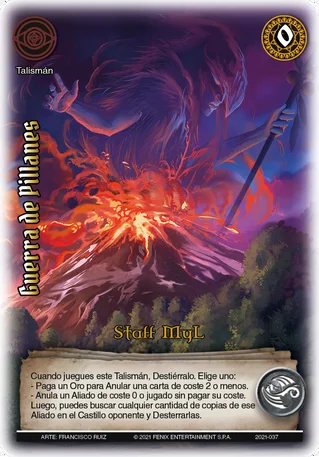 0
Talismán
Guerra de Pillanes
Staff MyL
Cuando juegues este Talismán, Destiérralo. Elige uno:
- Paga un Oro para Anular una carta de coste 2 o menos.
- Anula un Aliado de coste 0 o jugado sin pagar su coste.
Luego, puedes buscar cualquier cantidad de copias de ese
Aliado en el Castillo oponente y Desterrarlas.
ARTE: FRANCISCO RUIZ © 2021 FENIX ENTERTAINMENT S.P.A. 2021-037